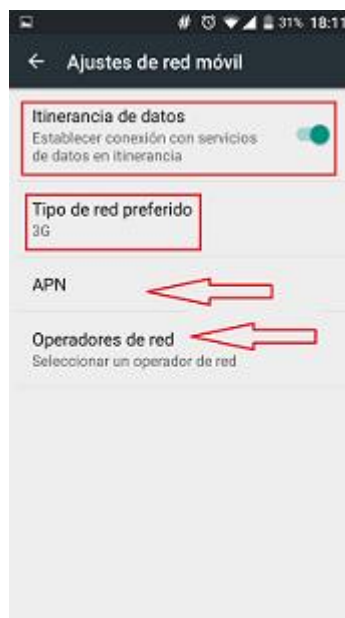 # 31% 18:11
Ajustes de red móvil
Itinerancia de datos
Establecer conexión con servicios
de datos en itinerancia
Tipo de red preferido
3G
APN
Operadores de red
Seleccionar un operador de red